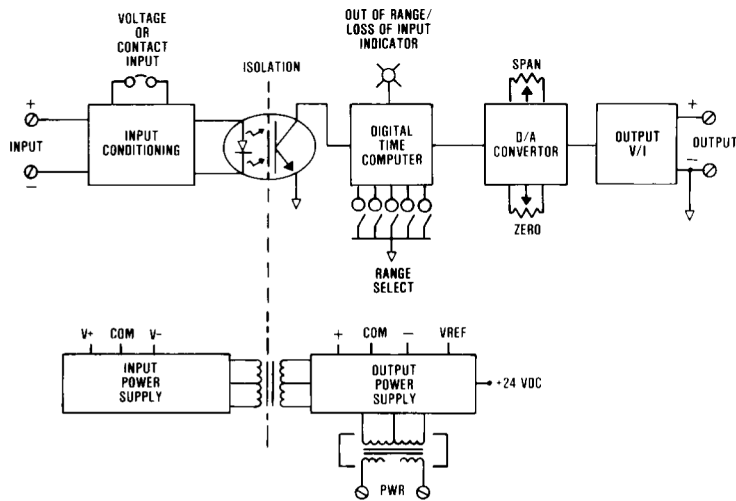 VOLTAGE
OR
CONTACT
INPUT
OUT OF RANGE/
LOSS OF INPUT
INDICATOR
ISOLATION
SPAN
+
INPUT
−
INPUT
CONDITIONING
DIGITAL
TIME
COMPUTER
D/A
CONVERTOR
OUTPUT
V/I
+
OUTPUT
−
ZERO
RANGE
SELECT
V+ COM V−
INPUT
POWER
SUPPLY
+ COM − VREF
OUTPUT
POWER
SUPPLY
+24 VDC
PWR